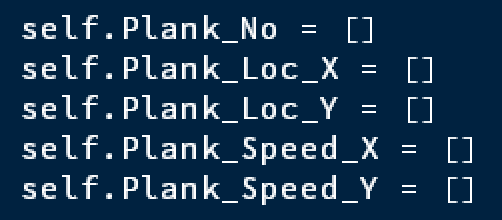 self.Plank_No = []
self.Plank_Loc_X = []
self.Plank_Loc_Y = []
self.Plank_Speed_X = []
self.Plank_Speed_Y = []